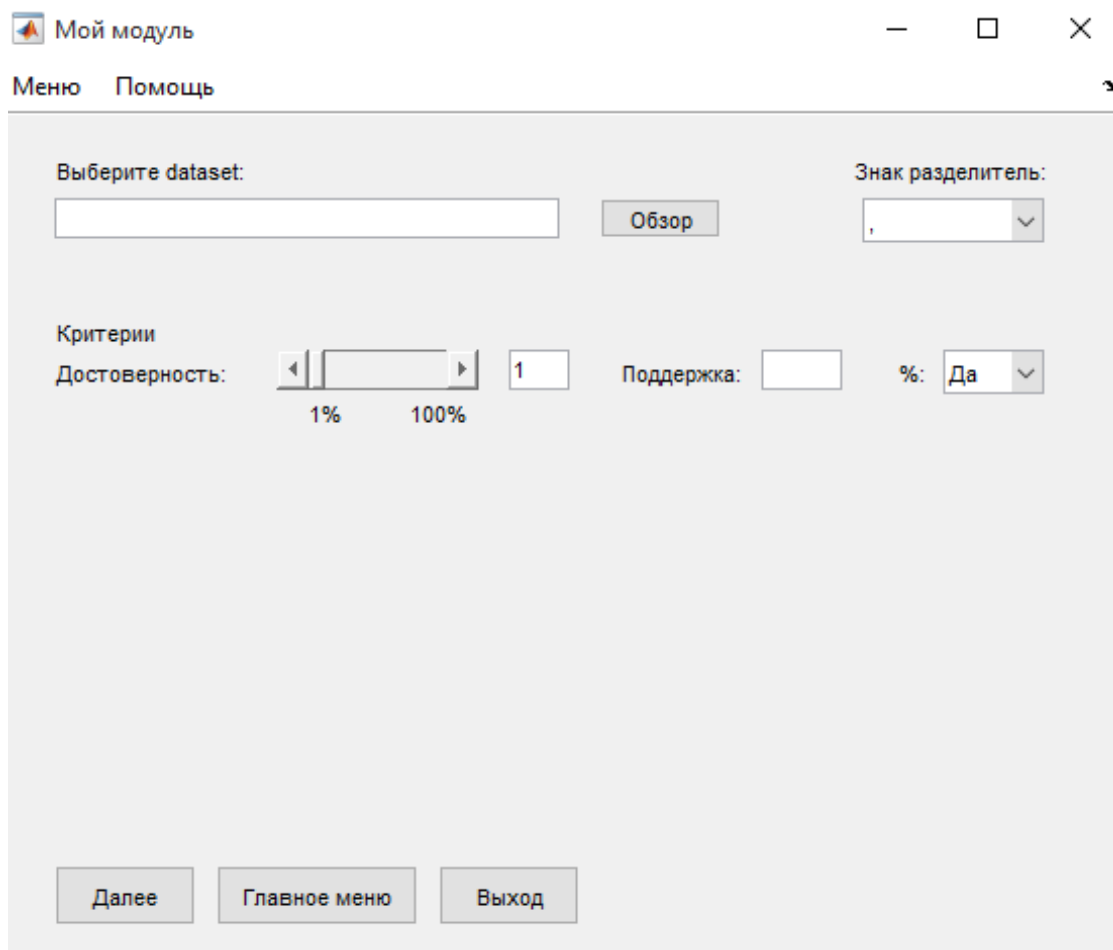 Мой модуль
Меню Помощь
Выберите dataset: Знак разделитель:
Обзор ,
Критерии
Достоверность: 1 Поддержка: %: Да
1% 100%
Далее Главное меню Выход